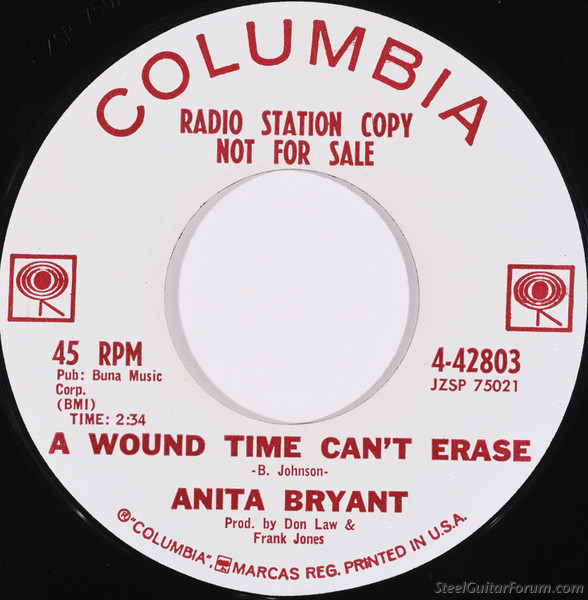 ZSP-7502
COLUMBIA
RADIO STATION COPY
NOT FOR SALE
45 RPM
Pub: Buna Music
Corp.
(BMI)
TIME: 2:34
4-42803
JZSP 75021
A WOUND TIME CAN'T ERASE
-B. Johnson-
ANITA BRYANT
Prod. by Don Law &
Frank Jones
® "COLUMBIA", MARCAS REG. PRINTED IN U.S.A.
SteelGuitarForum.com